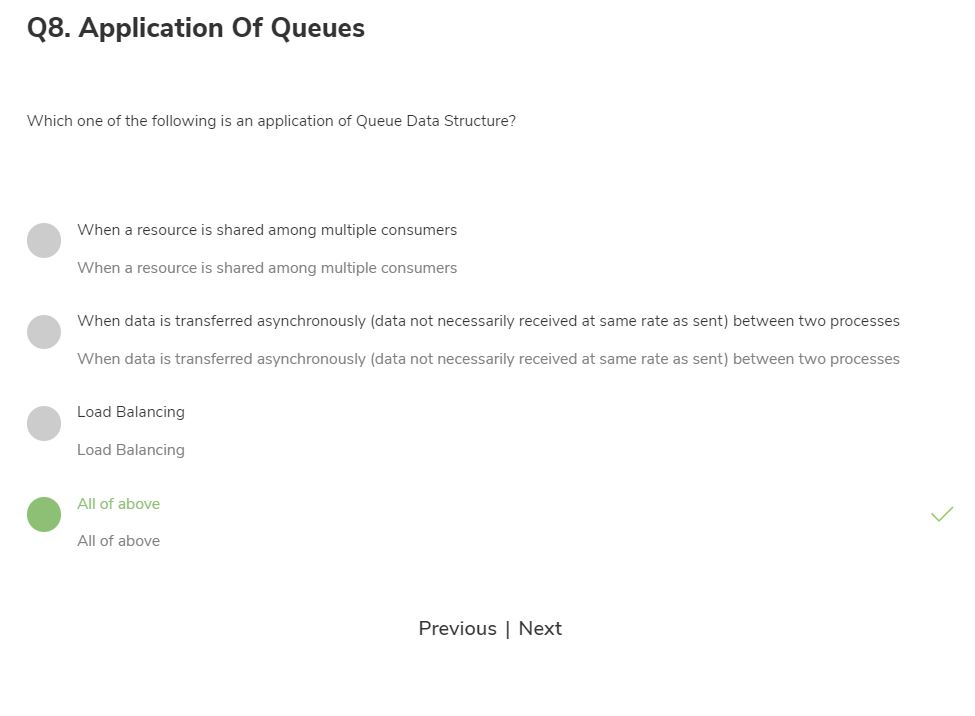 Q8. Application Of Queues
Which one of the following is an application of Queue Data Structure?
When a resource is shared among multiple consumers
When a resource is shared among multiple consumers
When data is transferred asynchronously (data not necessarily received at same rate as sent) between two processes
When data is transferred asynchronously (data not necessarily received at same rate as sent) between two processes
Load Balancing
Load Balancing
All of above
All of above
Previous | Next